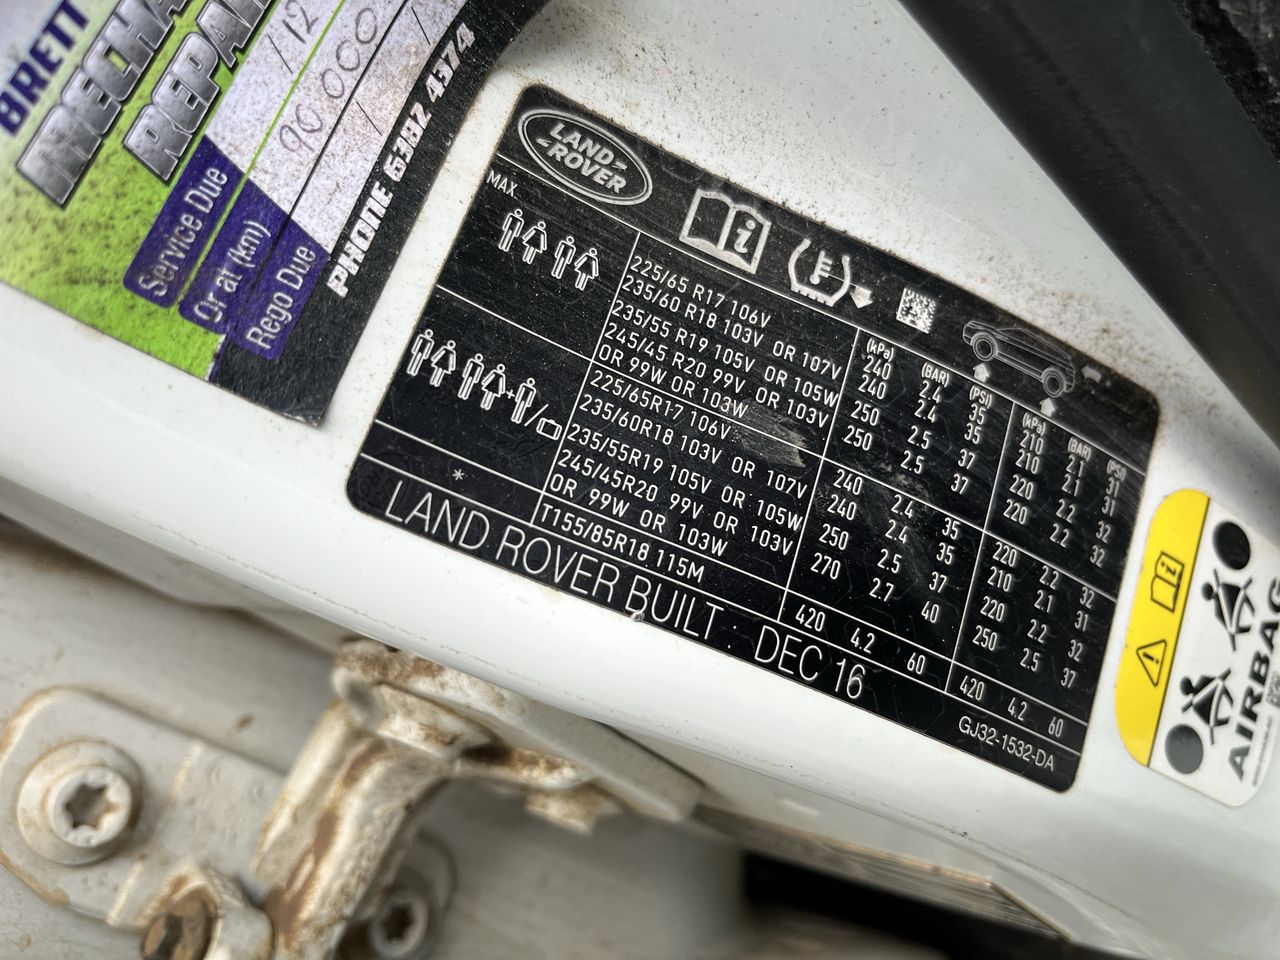 BRETT
MECHA
REPA
Service Due
/12
Or at (km)
90 000
Rego Due
/ /
PHONE 6382 4374
LAND-
-ROVER
MAX.
(kPa) (BAR) (PSI) (kPa) (BAR) (PSI)
225/65 R17 106V 240 2.4 35 210 2.1 31
235/60 R18 103V OR 107V 240 2.4 35 210 2.1 31
235/55 R19 105V OR 105W 250 2.5 37 220 2.2 32
245/45 R20 99V OR 103V 250 2.5 37 220 2.2 32
OR 99W OR 103W
225/65R17 106V 240 2.4 35 220 2.2 32
235/60R18 103V OR 107V 240 2.4 35 210 2.1 31
235/55R19 105V OR 105W 250 2.5 37 220 2.2 32
245/45R20 99V OR 103V 270 2.7 40 250 2.5 37
OR 99W OR 103W
* T155/85R18 115M 420 4.2 60 420 4.2 60
LAND ROVER BUILT : DEC 16
GJ32-1532-DA
AIRBAG